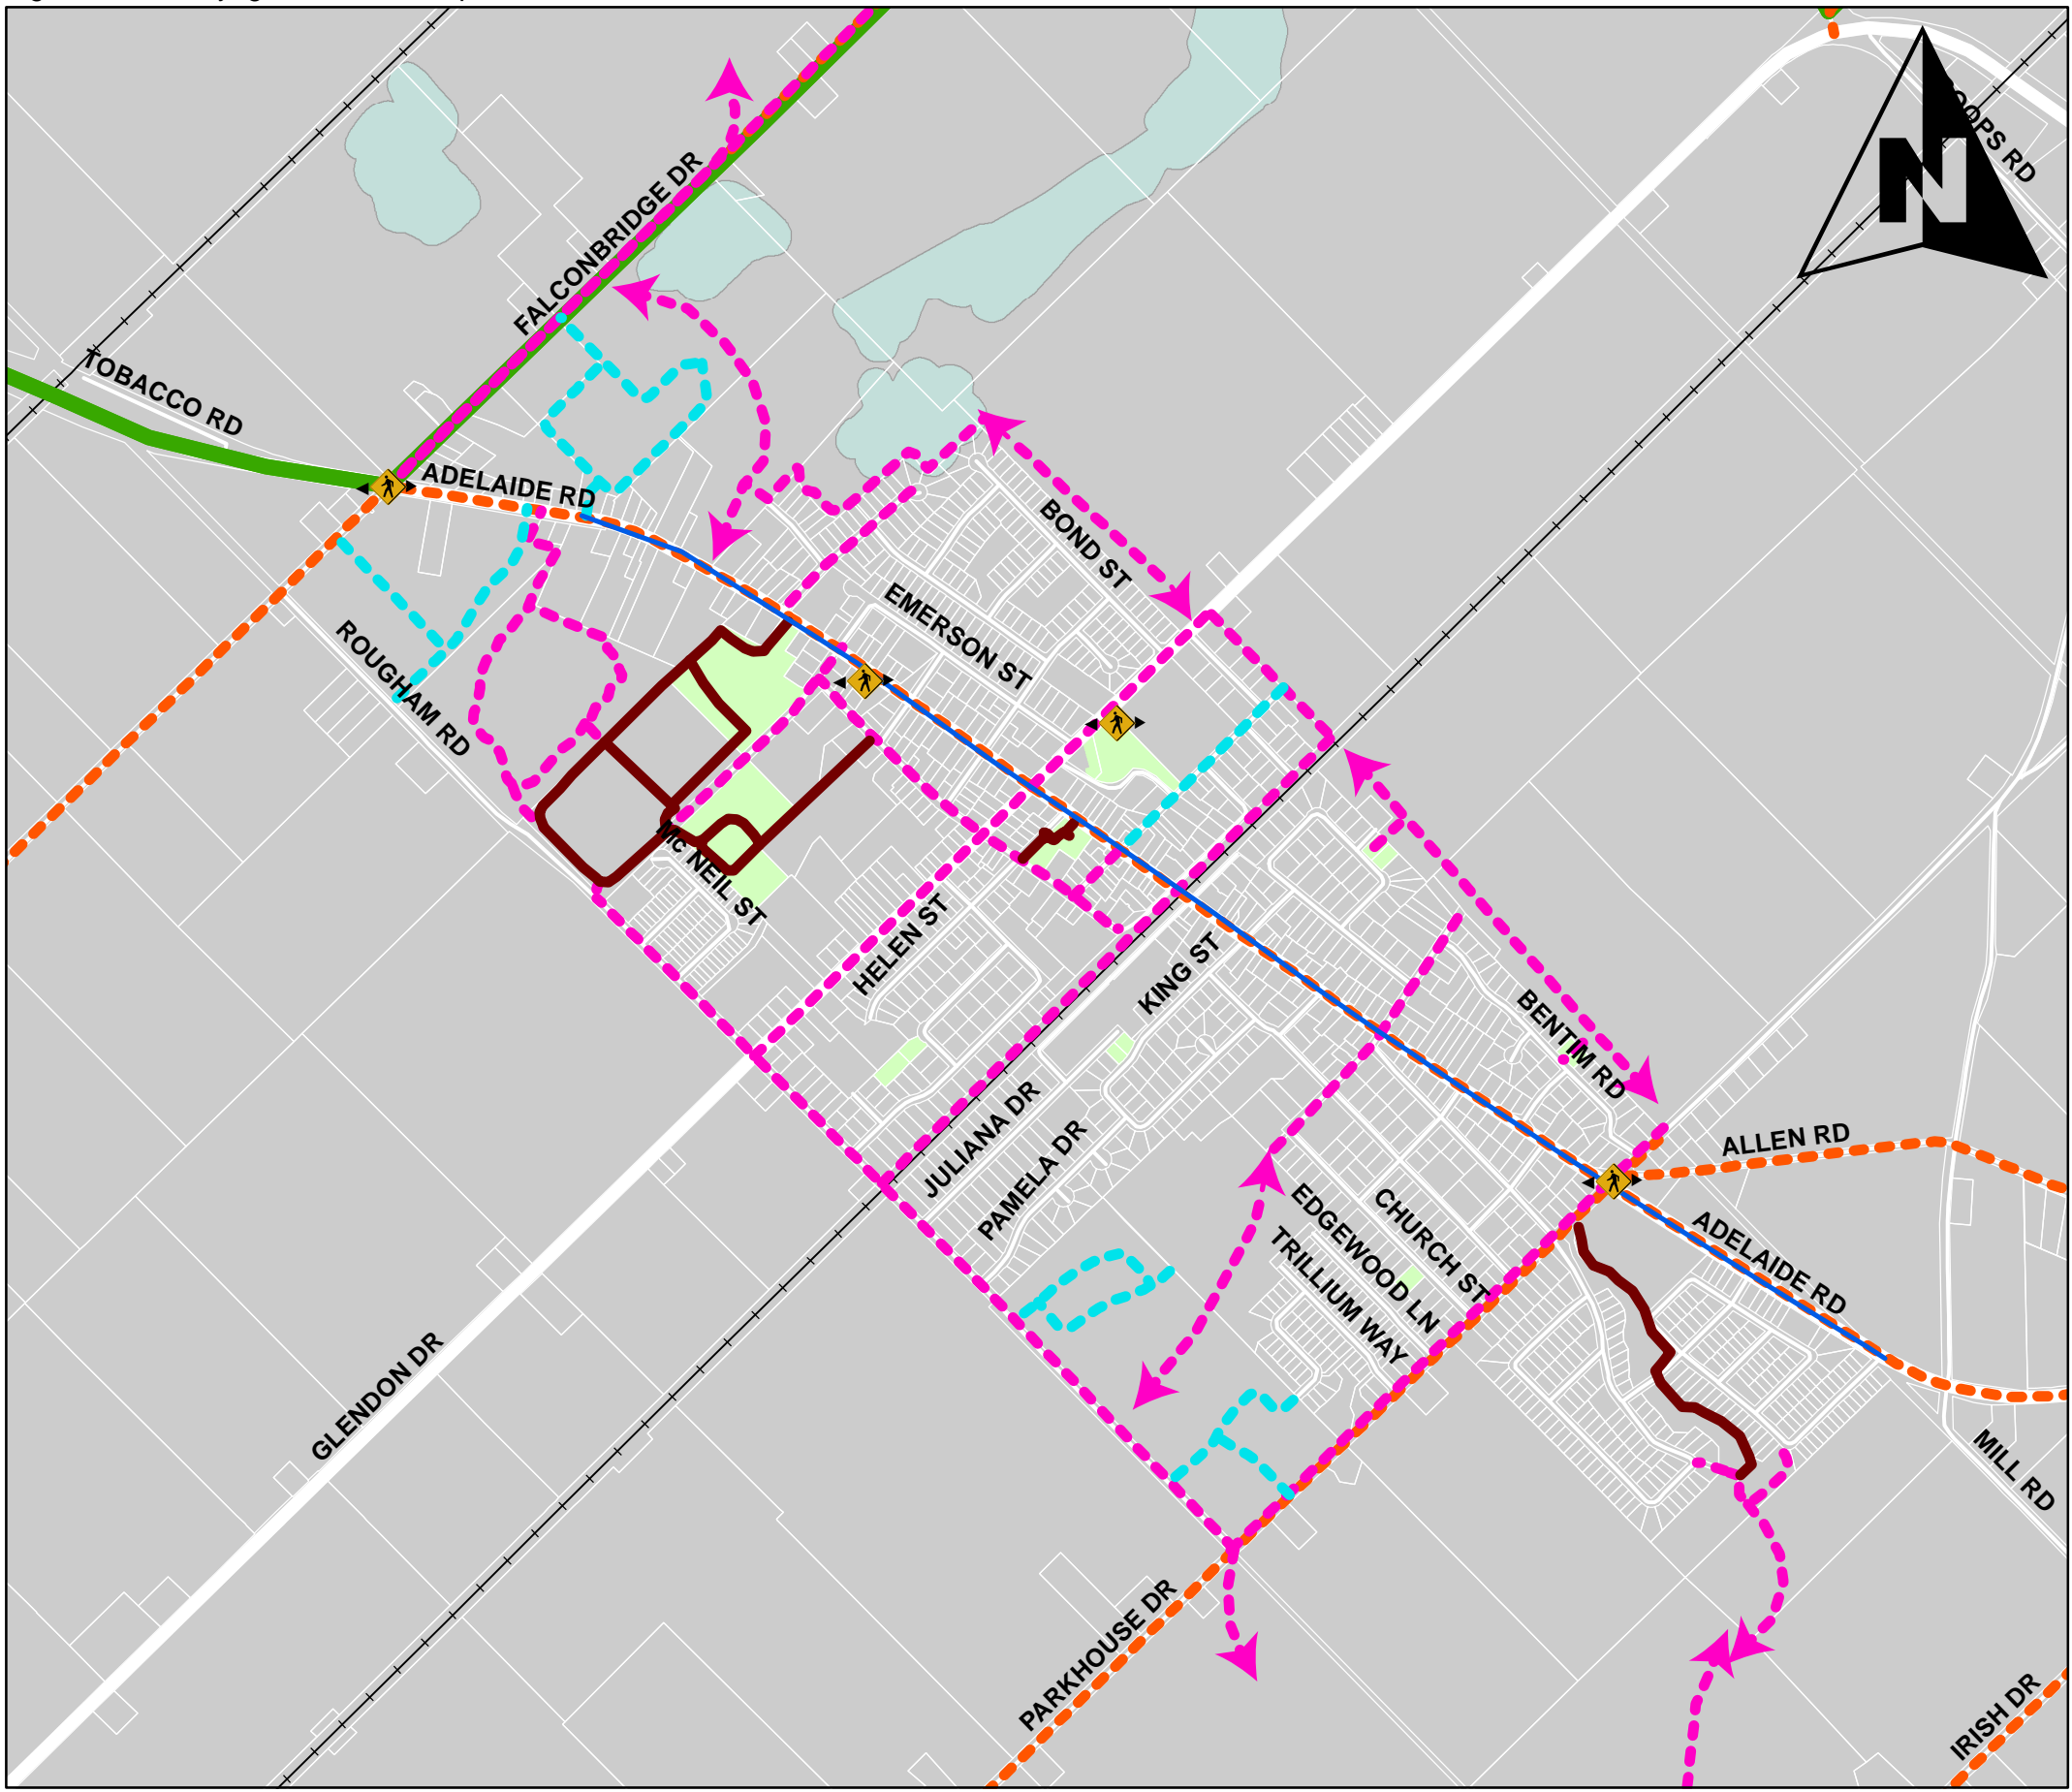 N
FALCONBRIDGE DR
TOBACCO RD
ADELAIDE RD
BOND ST
EMERSON ST
ROUGHAM RD
Mc NEIL ST
HELEN ST
KING ST
BENTIM RD
JULIANA DR
PAMELA DR
ALLEN RD
EDGEWOOD LN
CHURCH ST
TRILLIUM WAY
ADELAIDE RD
GLENDON DR
MILL RD
PARKHOUSE DR
IRISH DR